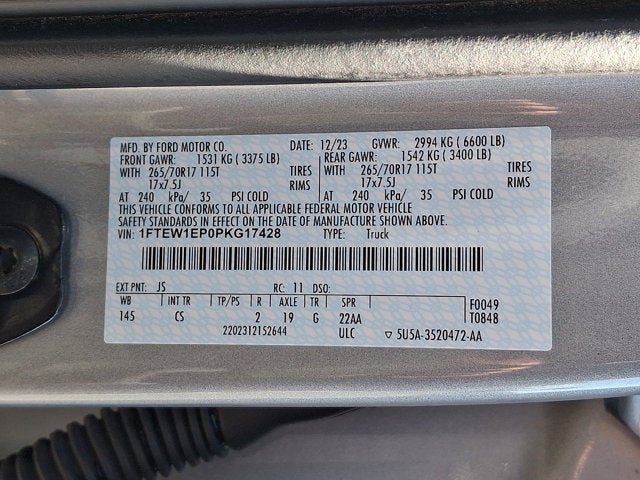 MFD. BY FORD MOTOR CO. DATE: 12/23 GVWR: 2994 KG ( 6600 LB)
FRONT GAWR: 1531 KG ( 3375 LB) REAR GAWR: 1542 KG ( 3400 LB)
WITH 265/70R17 115T TIRES WITH 265/70R17 115T TIRES
17x7.5J RIMS 17x7.5J RIMS
AT 240 kPa/ 35 PSI COLD AT 240 kPa/ 35 PSI COLD
THIS VEHICLE CONFORMS TO ALL APPLICABLE FEDERAL MOTOR VEHICLE
SAFETY STANDARDS IN EFFECT ON THE DATE OF MANUFACTURE SHOWN ABOVE.
VIN: 1FTEW1EP0PKG17428 TYPE: Truck
EXT PNT: JS RC: 11 DSO:
WB INT TR TP/PS R AXLE TR SPR F0049
145 CS 2 19 G 22AA T0848
2202312152644 ULC ▽ 5U5A-3520472-AA